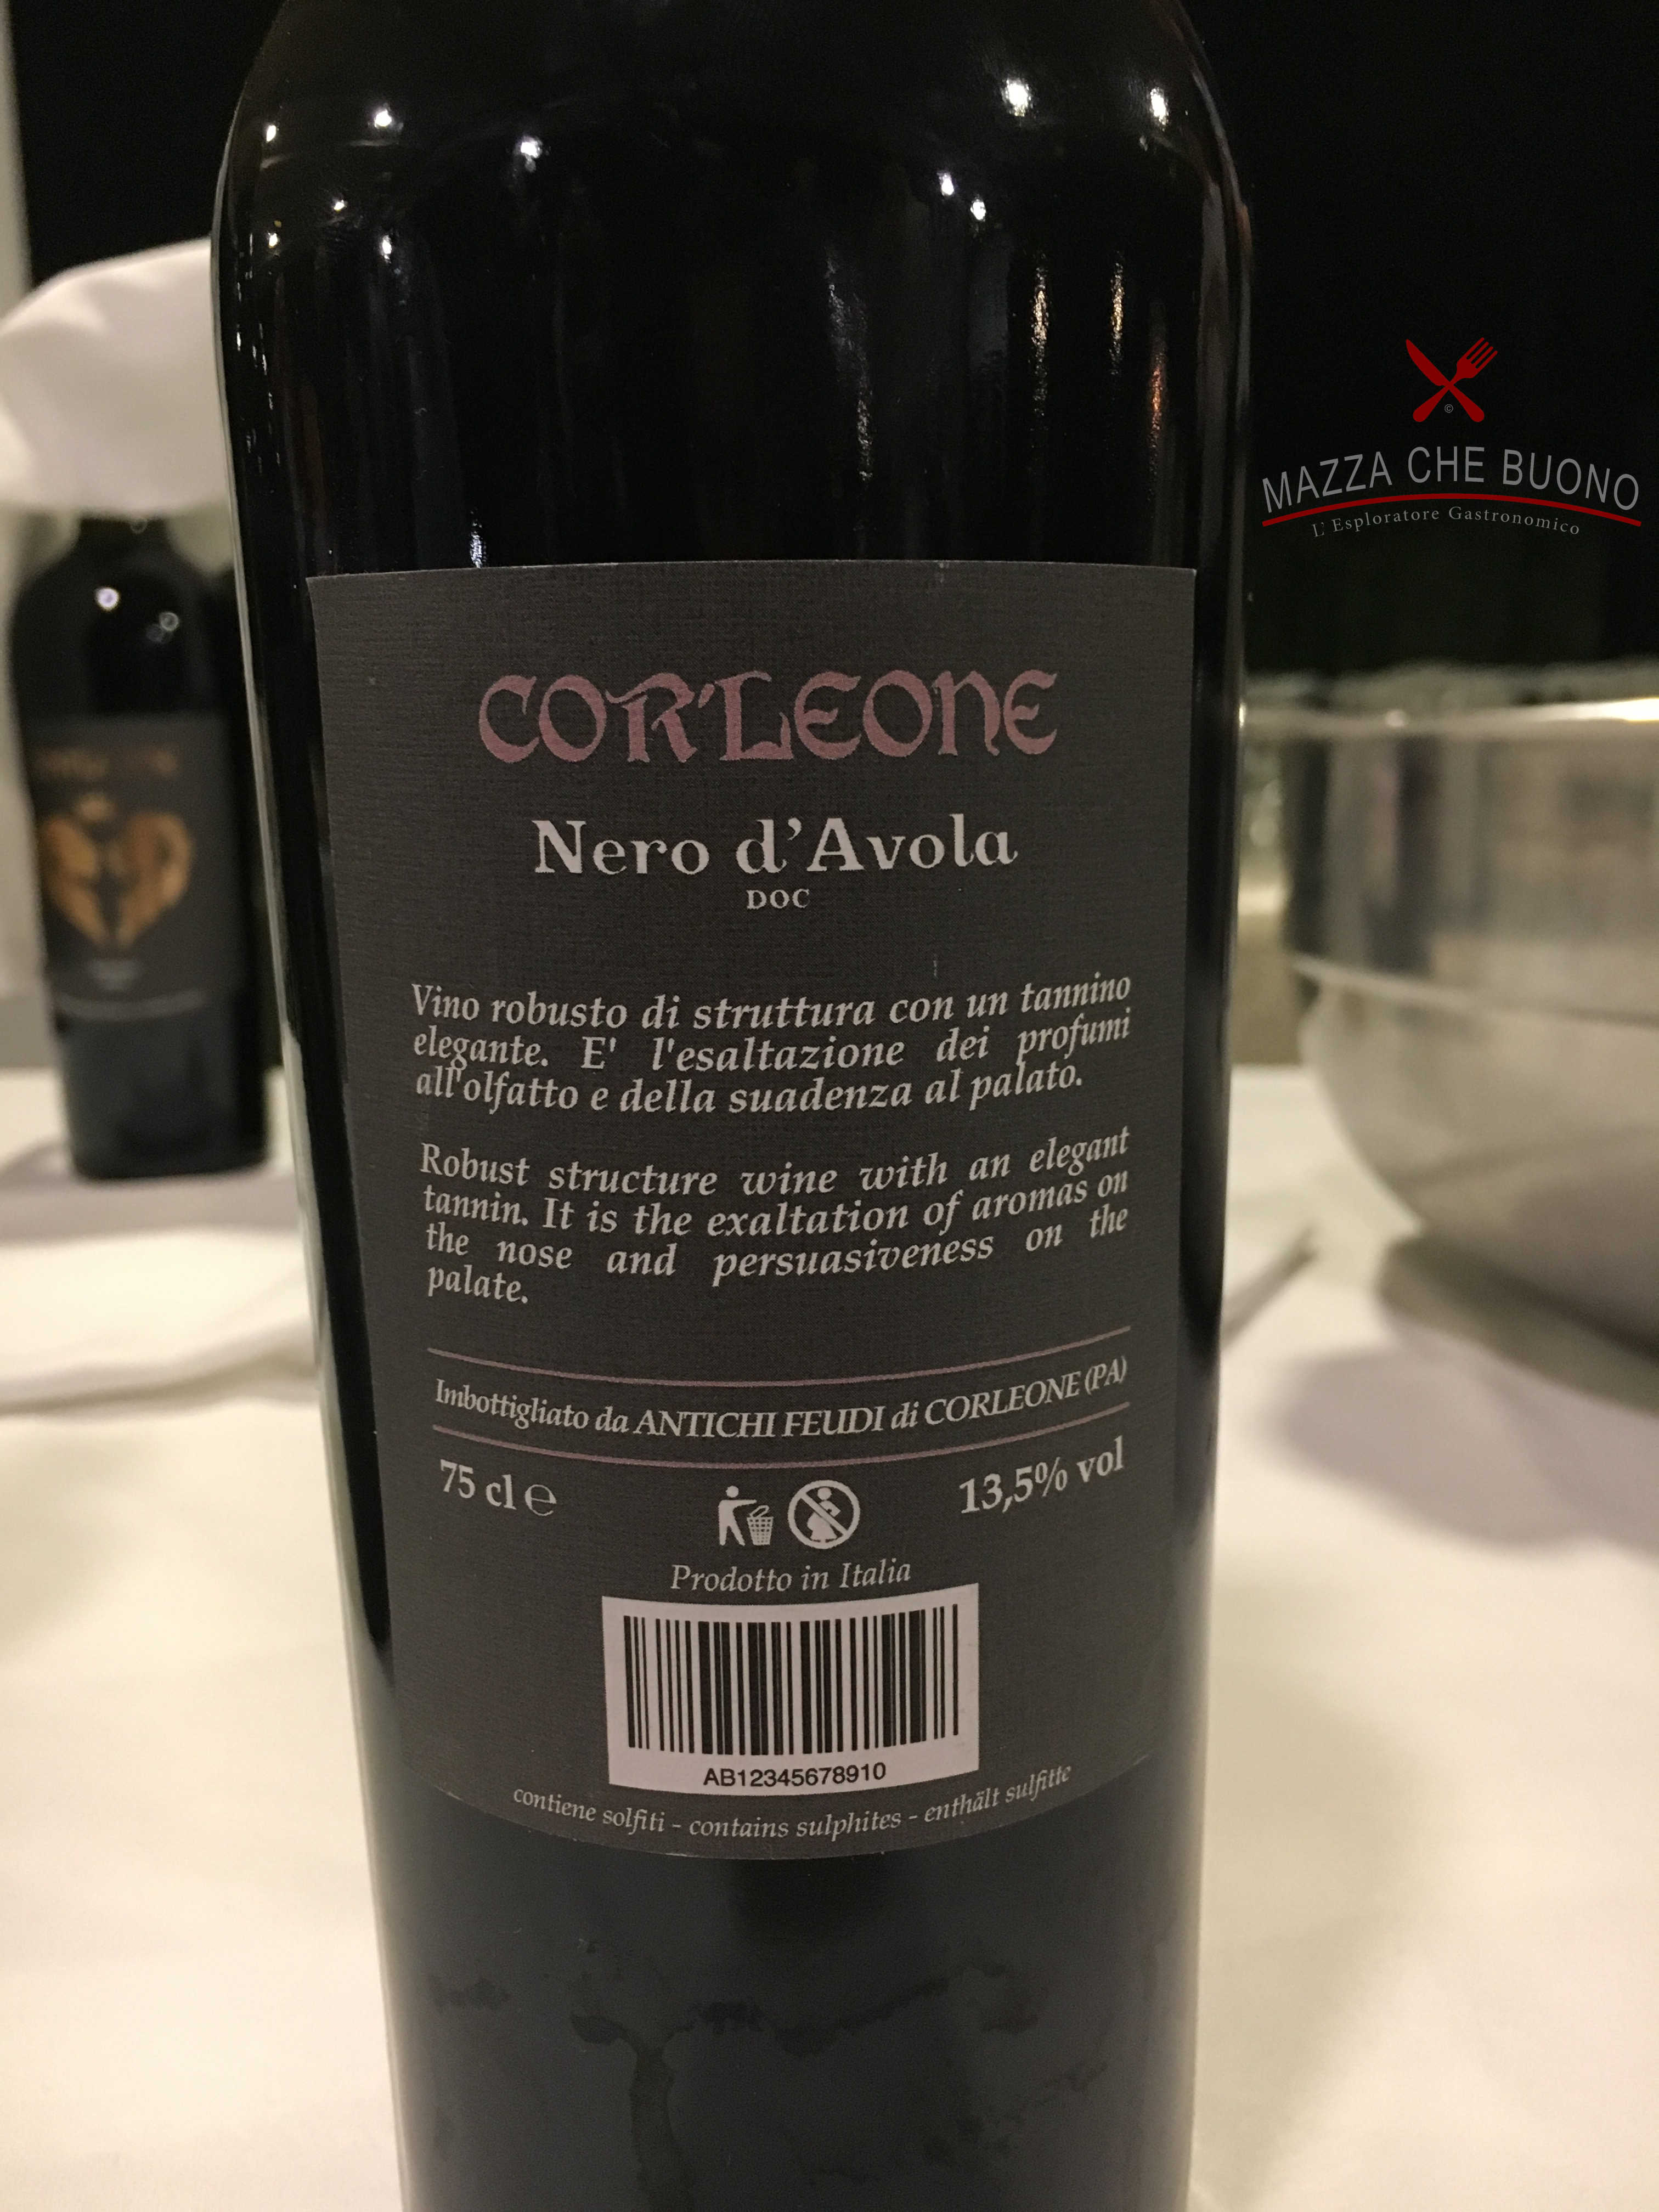 MAZZA CHE BUONO
L'Esploratore Gastronomico
COR'LEONE
Nero d'Avola
DOC
Vino robusto di struttura con un tannino
elegante. E' l'esaltazione dei profumi
all'olfatto e della suadenza al palato.
Robust structure wine with an elegant
tannin. It is the exaltation of aromas on
the nose and persuasiveness on the
palate.
Imbottigliato da ANTICHI FEUDI di CORLEONE (PA)
75 cl ℮ 13,5% vol
Prodotto in Italia
AB12345678910
contiene solfiti - contains sulphites - enthält sulfitte